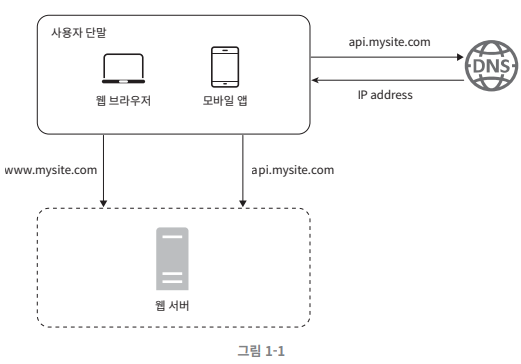 사용자 단말
웹 브라우저
모바일 앱
api.mysite.com
DNS
IP address
www.mysite.com
api.mysite.com
웹 서버
그림 1-1